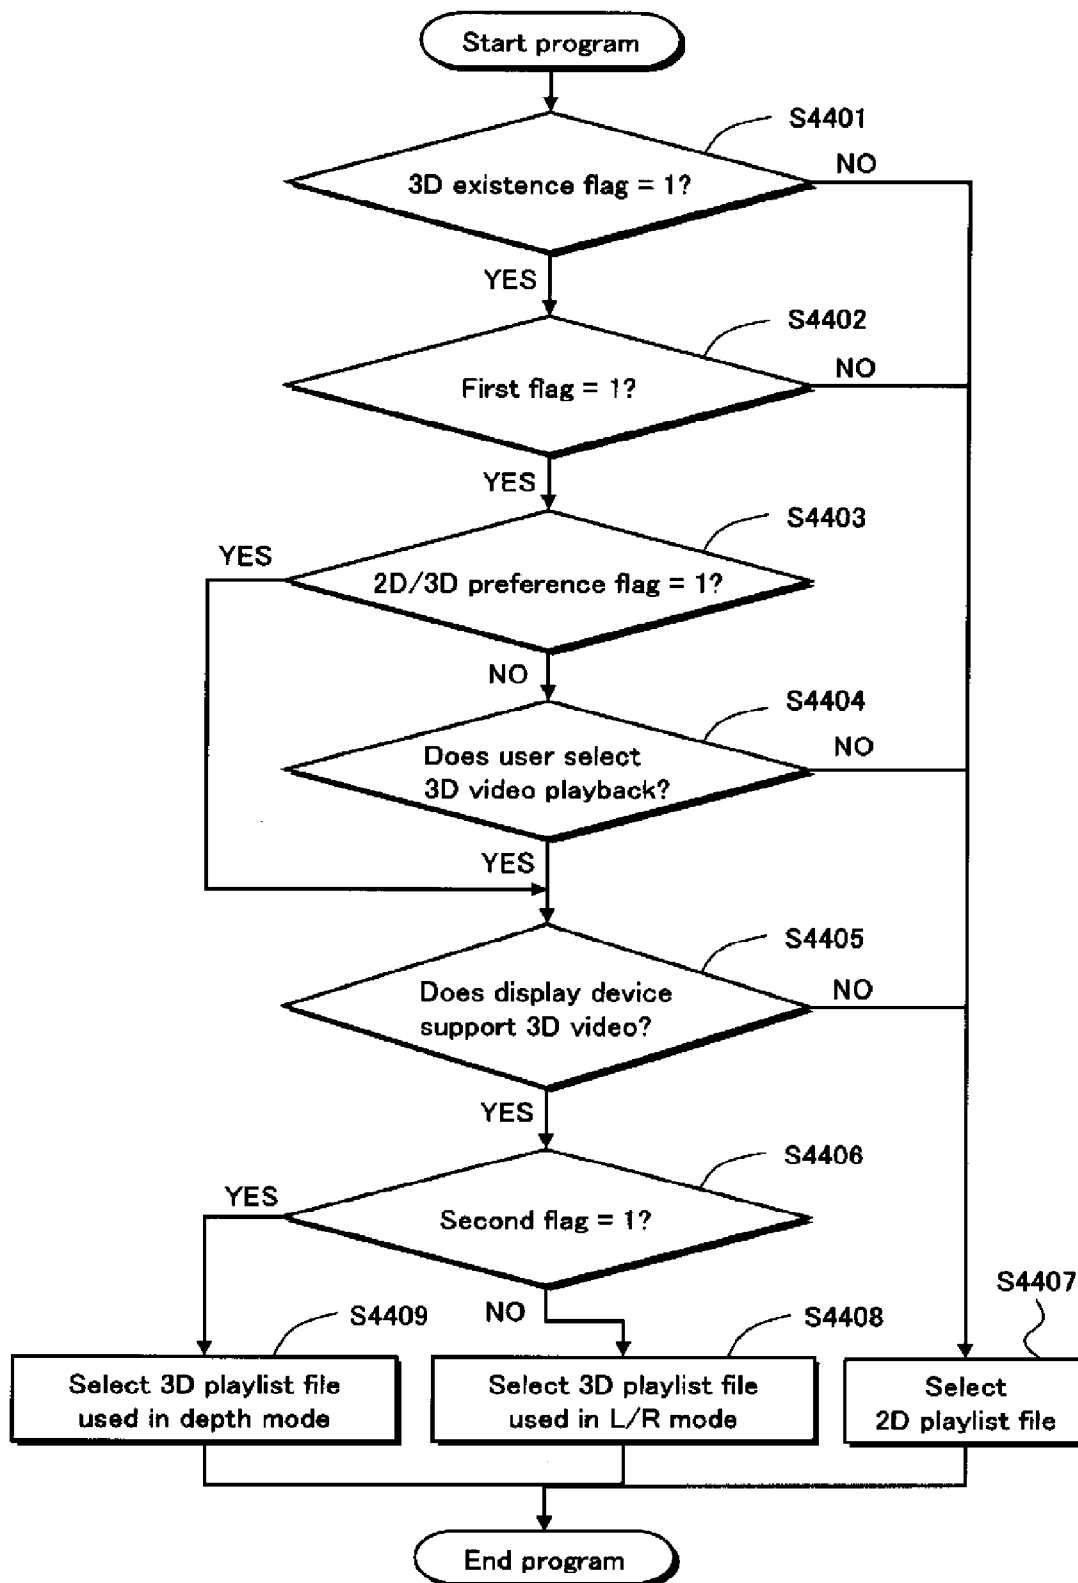 Start program
S4401
3D existence flag = 1?
NO
YES
S4402
First flag = 1?
NO
YES
S4403
YES
2D/3D preference flag = 1?
NO
S4404
Does user select
3D video playback?
NO
YES
S4405
Does display device
support 3D video?
NO
YES
S4406
YES
Second flag = 1?
NO
S4409
S4408
S4407
Select 3D playlist file
used in depth mode
Select 3D playlist file
used in L/R mode
Select
2D playlist file
End program